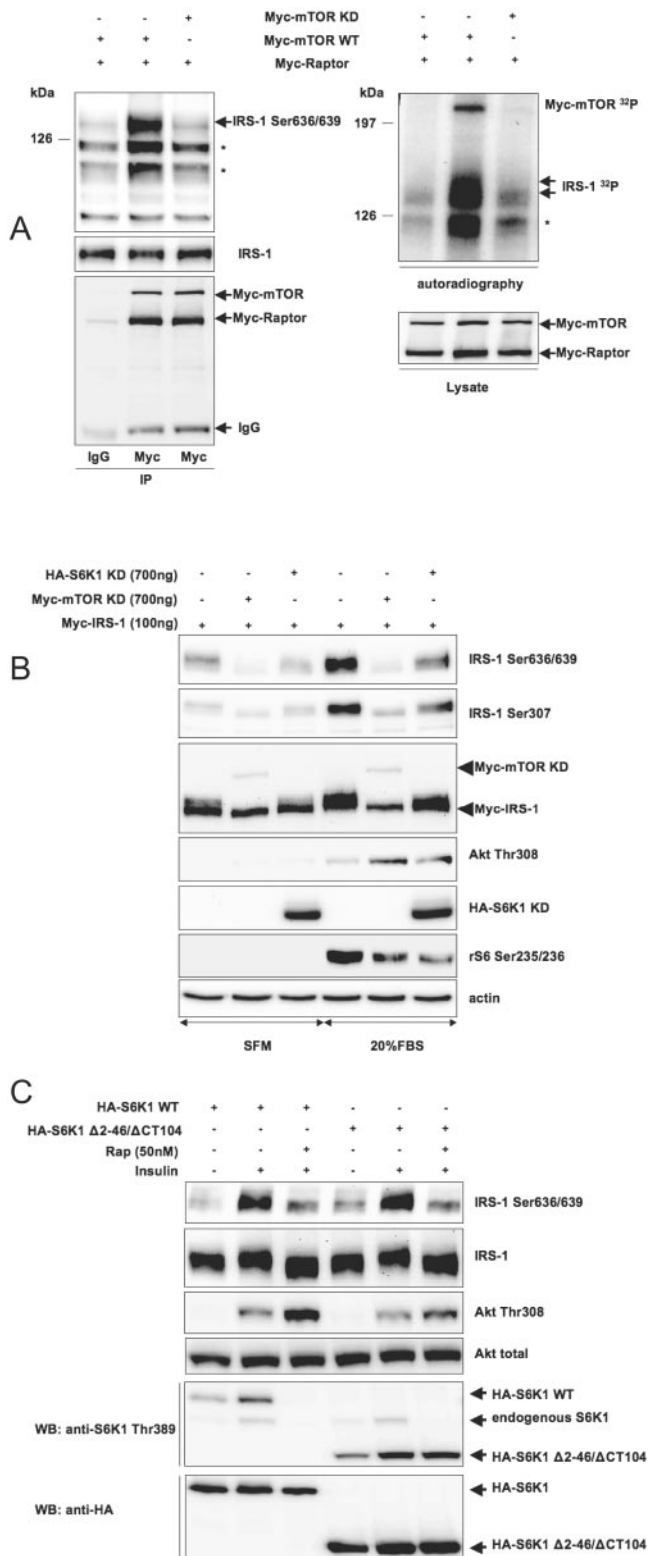 Myc-mTOR KD - - +
Myc-mTOR WT + + -
Myc-Raptor + + +
- - +
+ + -
+ + +
kDa
126
IRS-1 Ser636/639
*
*
A
IRS-1
Myc-mTOR
Myc-Raptor
IgG
IgG Myc Myc
IP
kDa
197
126
Myc-mTOR 32P
IRS-1 32P
*
autoradiography
Myc-mTOR
Myc-Raptor
Lysate
B
HA-S6K1 KD (700ng) - - + - - +
Myc-mTOR KD (700ng) - + - - + -
Myc-IRS-1 (100ng) + + + + + +
IRS-1 Ser636/639
IRS-1 Ser307
Myc-mTOR KD
Myc-IRS-1
Akt Thr308
HA-S6K1 KD
rS6 Ser235/236
actin
SFM 20%FBS
C
HA-S6K1 WT + + + - - -
HA-S6K1 Δ2-46/ΔCT104 - - - + + +
Rap (50nM) - - + - - +
Insulin - + + - + +
IRS-1 Ser636/639
IRS-1
Akt Thr308
Akt total
WB: anti-S6K1 Thr389
HA-S6K1 WT
endogenous S6K1
HA-S6K1 Δ2-46/ΔCT104
WB: anti-HA
HA-S6K1
HA-S6K1 Δ2-46/ΔCT104